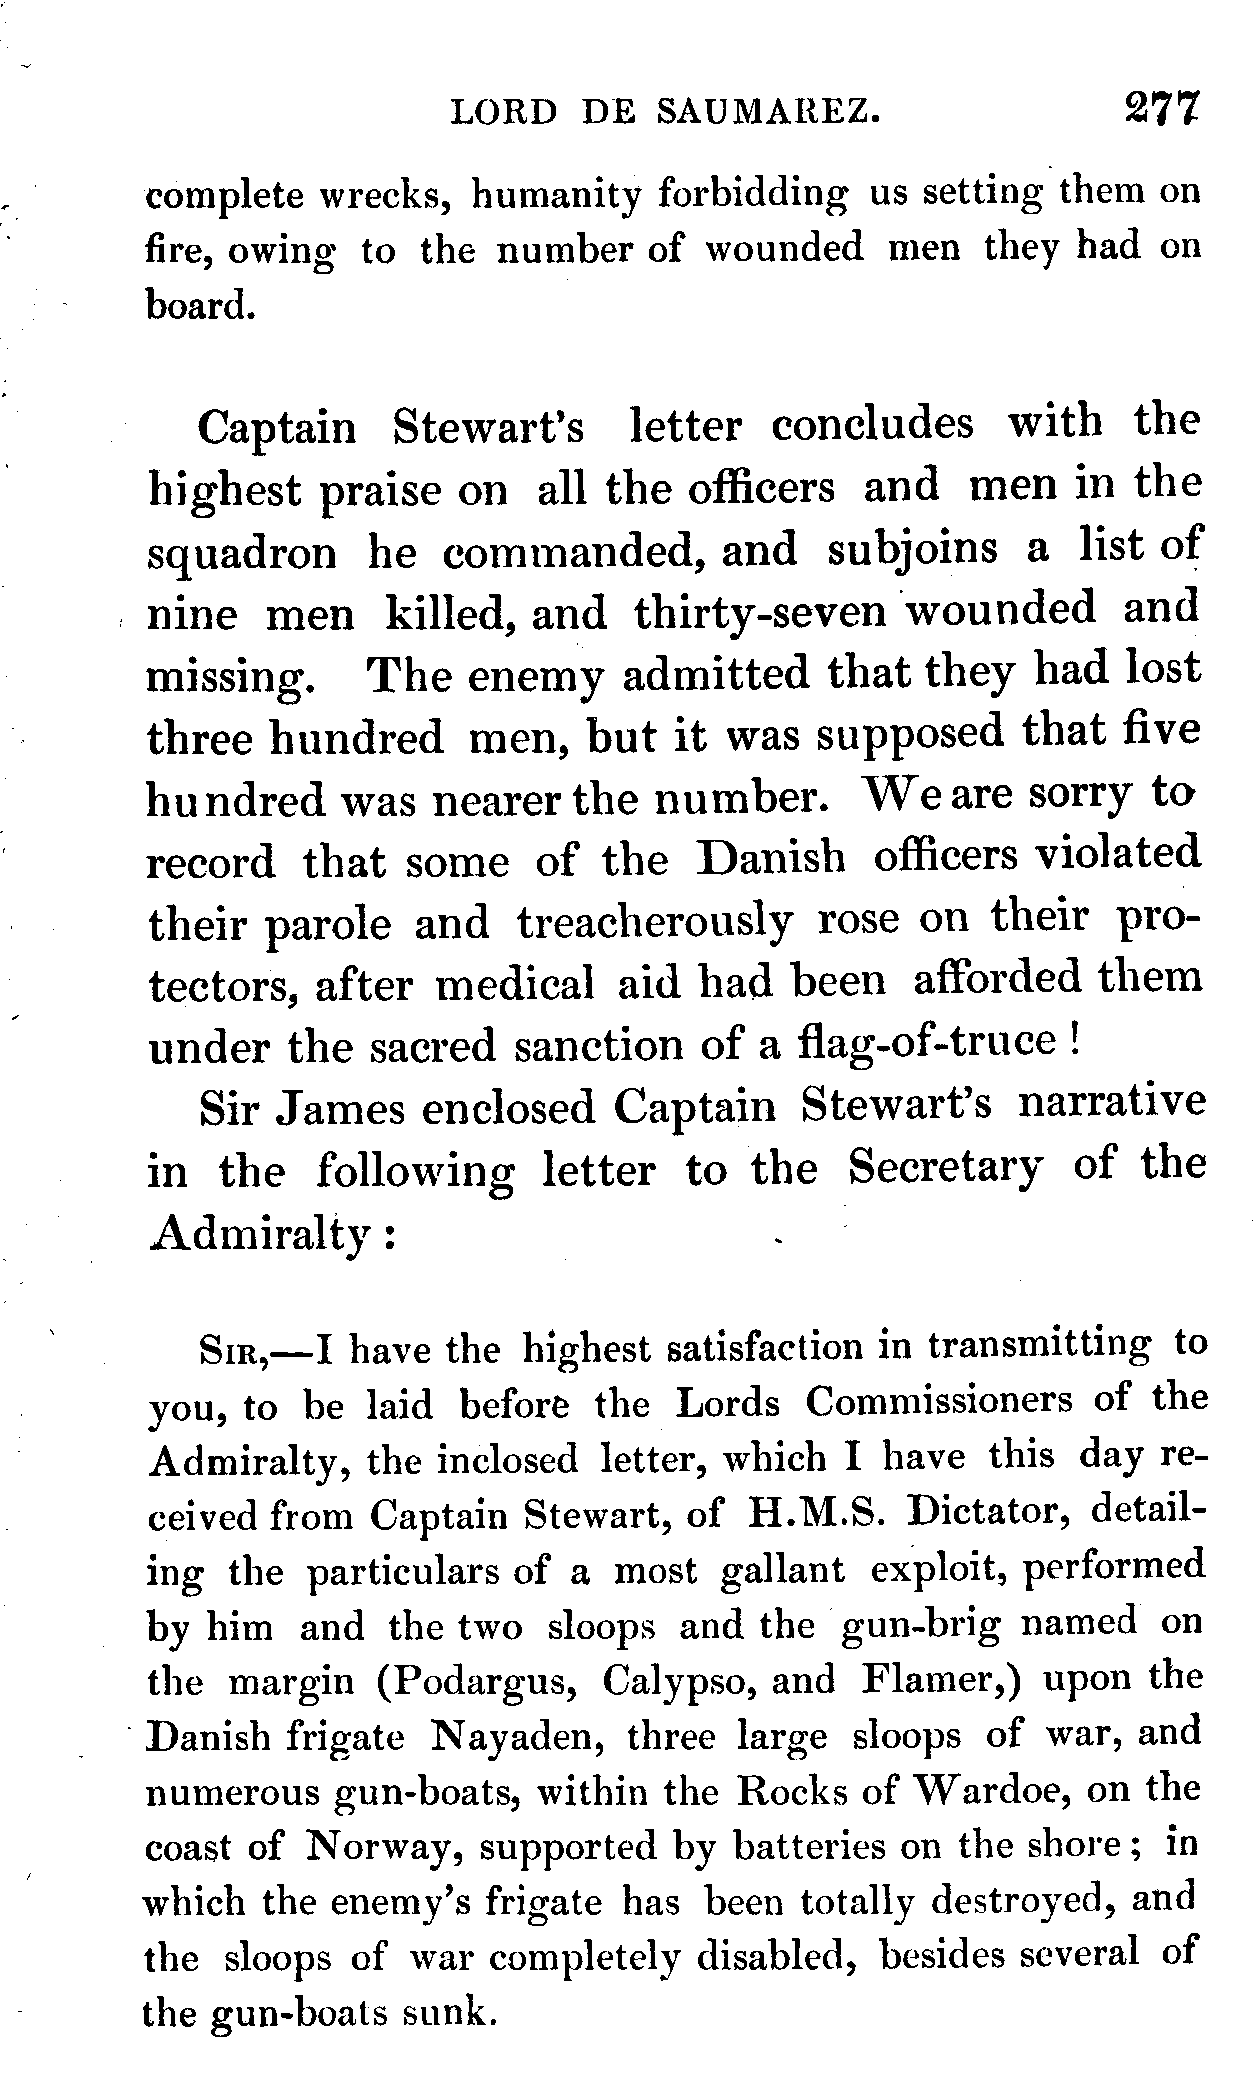 LORD DE SAUMAREZ. 277
complete wrecks, humanity forbidding us setting them on
fire, owing to the number of wounded men they had on
board.
Captain Stewart's letter concludes with the
highest praise on all the officers and men in the
squadron he commanded, and subjoins a list of
nine men killed, and thirty-seven wounded and
missing. The enemy admitted that they had lost
three hundred men, but it was supposed that five
hundred was nearer the number. We are sorry to
record that some of the Danish officers violated
their parole and treacherously rose on their pro-
tectors, after medical aid had been afforded them
under the sacred sanction of a flag-of-truce !
Sir James enclosed Captain Stewart's narrative
in the following letter to the Secretary of the
Admiralty :
SIR,—I have the highest satisfaction in transmitting to
you, to be laid before the Lords Commissioners of the
Admiralty, the inclosed letter, which I have this day re-
ceived from Captain Stewart, of H.M.S. Dictator, detail-
ing the particulars of a most gallant exploit, performed
by him and the two sloops and the gun-brig named on
the margin (Podargus, Calypso, and Flamer,) upon the
Danish frigate Nayaden, three large sloops of war, and
numerous gun-boats, within the Rocks of Wardoe, on the
coast of Norway, supported by batteries on the shore; in
which the enemy's frigate has been totally destroyed, and
the sloops of war completely disabled, besides several of
the gun-boats sunk.